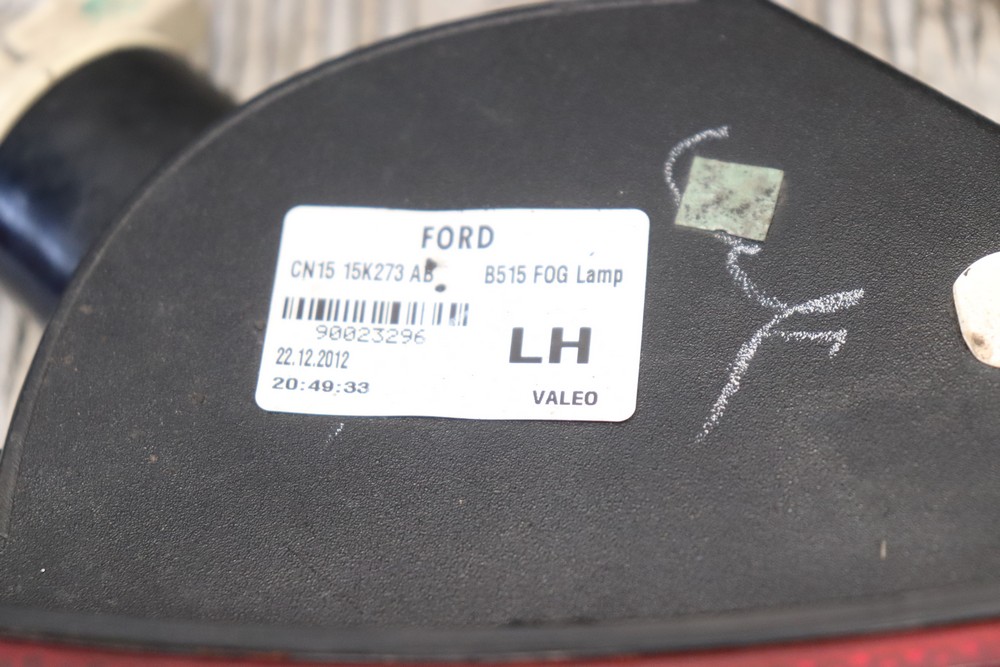 FORD
CN15 15K273 AB B515 FOG Lamp
90023296
LH
22.12.2012
20:49:33
VALEO